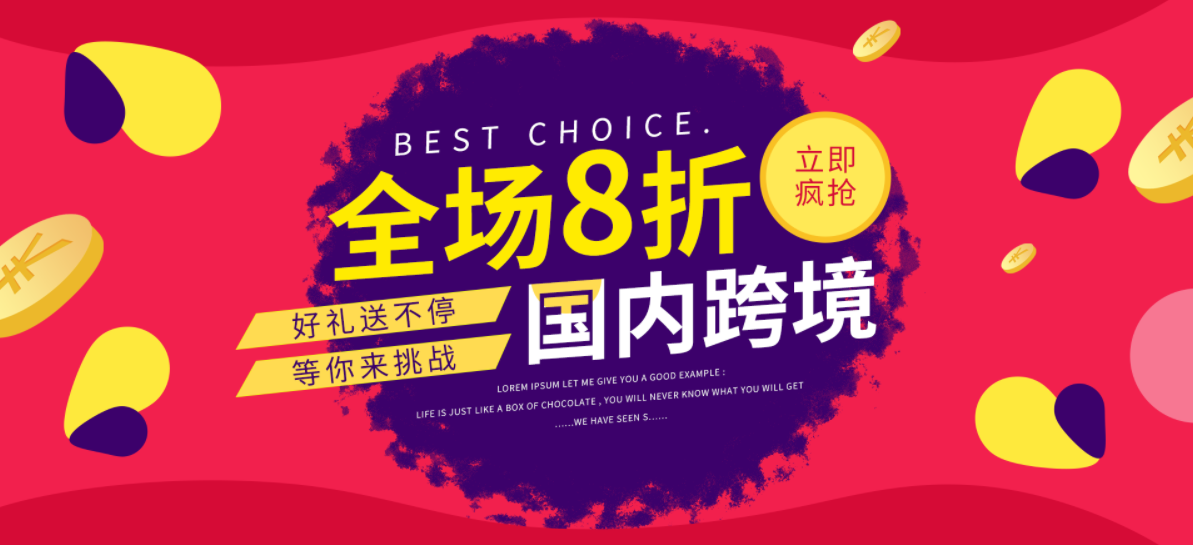 BEST CHOICE.
全场8折
立即
疯抢
国内跨境
好礼送不停
等你来挑战
LOREM IPSUM LET ME GIVE YOU A GOOD EXAMPLE :
LIFE IS JUST LIKE A BOX OF CHOCOLATE , YOU WILL NEVER KNOW WHAT YOU WILL GET
......WE HAVE SEEN S......